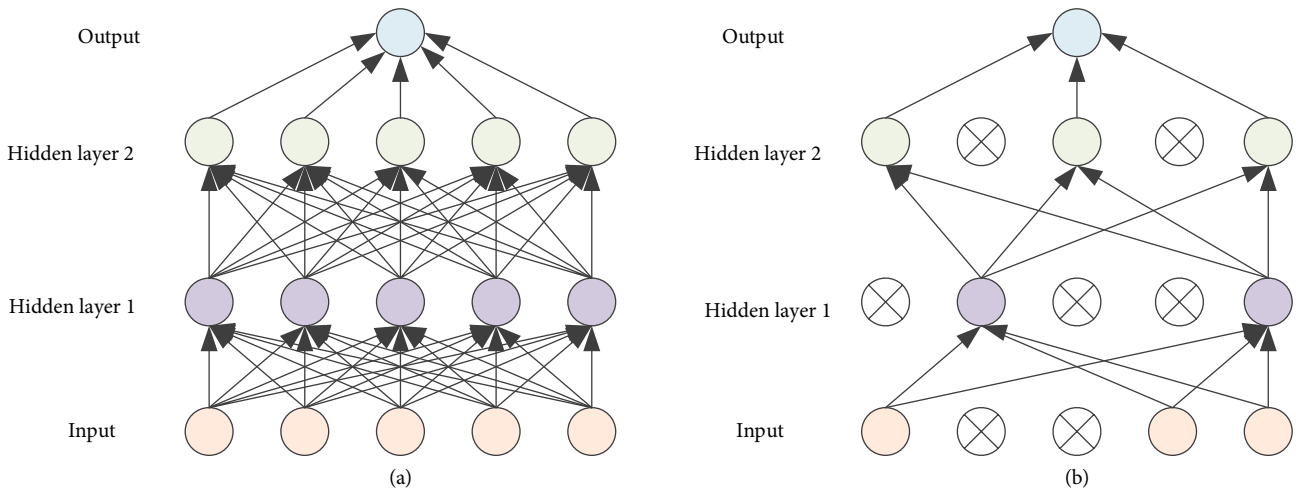 Output
Hidden layer 2
Hidden layer 1
Input
(a)
Output
Hidden layer 2
Hidden layer 1
Input
(b)